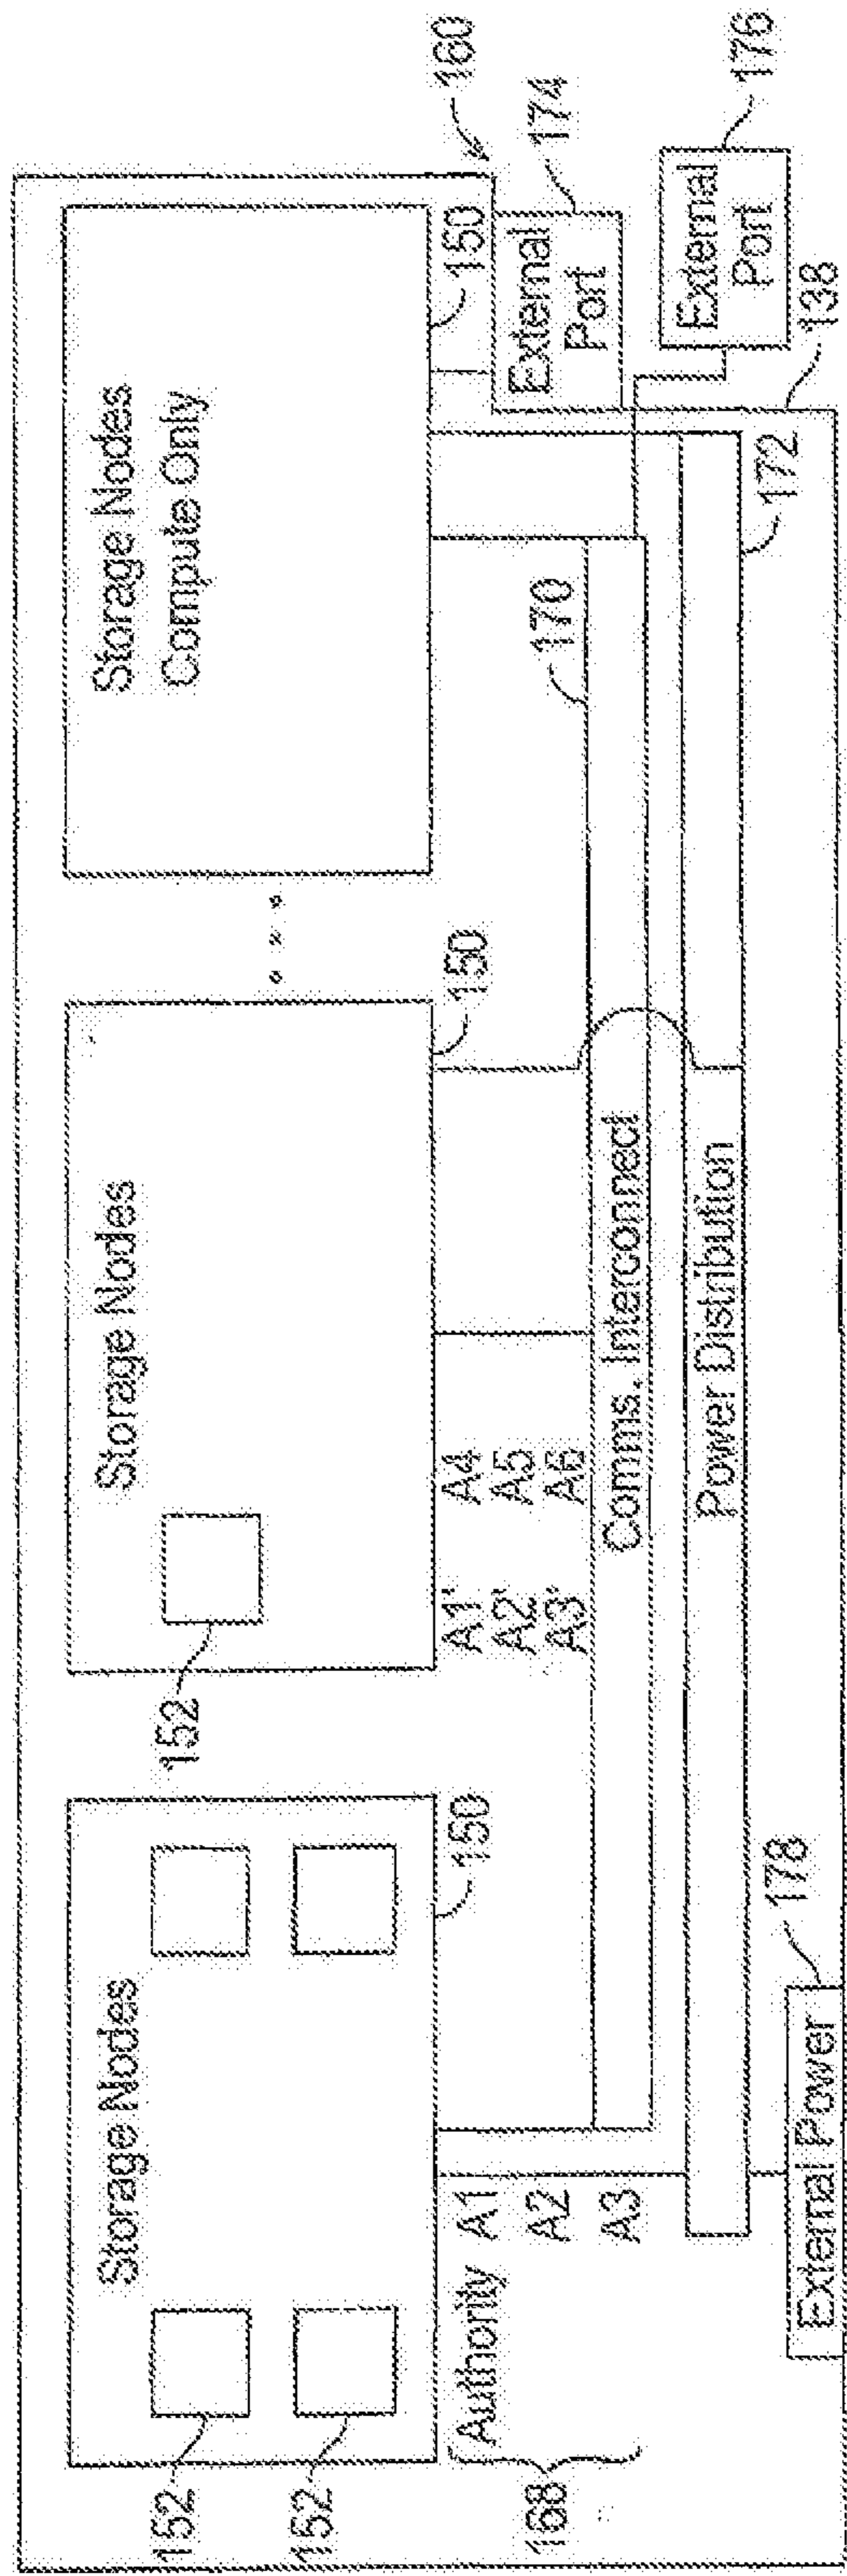 160
Storage Nodes
152
152
150
Storage Nodes
152
150
Storage Nodes
Compute Only
150
Authority
168
A1
A2
A3
A1'
A2'
A3'
A4
A5
A6
170
Comms. Interconnect
Power Distribution
172
External
Port
174
External
Port
176
138
External Power
178